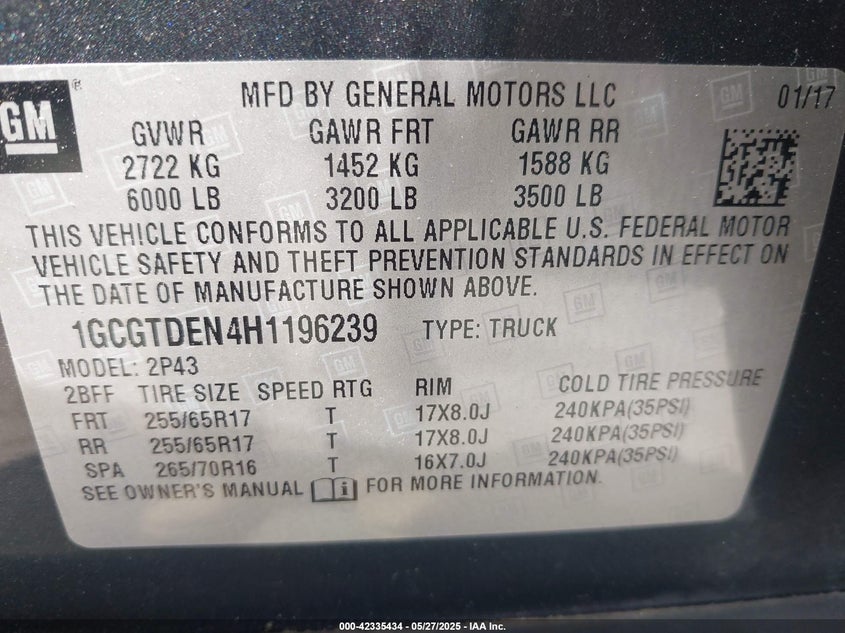 GM ®
MFD BY GENERAL MOTORS LLC 01/17
GVWR GAWR FRT GAWR RR
2722 KG 1452 KG 1588 KG
6000 LB 3200 LB 3500 LB
THIS VEHICLE CONFORMS TO ALL APPLICABLE U.S. FEDERAL MOTOR
VEHICLE SAFETY AND THEFT PREVENTION STANDARDS IN EFFECT ON
THE DATE OF MANUFACTURE SHOWN ABOVE.
1GCGTDEN4H1196239 TYPE: TRUCK
MODEL: 2P43
2BFF TIRE SIZE SPEED RTG RIM COLD TIRE PRESSURE
FRT 255/65R17 T 17X8.0J 240KPA(35PSI)
RR 255/65R17 T 17X8.0J 240KPA(35PSI)
SPA 265/70R16 T 16X7.0J 240KPA(35PSI)
SEE OWNER'S MANUAL i FOR MORE INFORMATION.
000-42335434 / 05/27/2025 - IAA Inc.